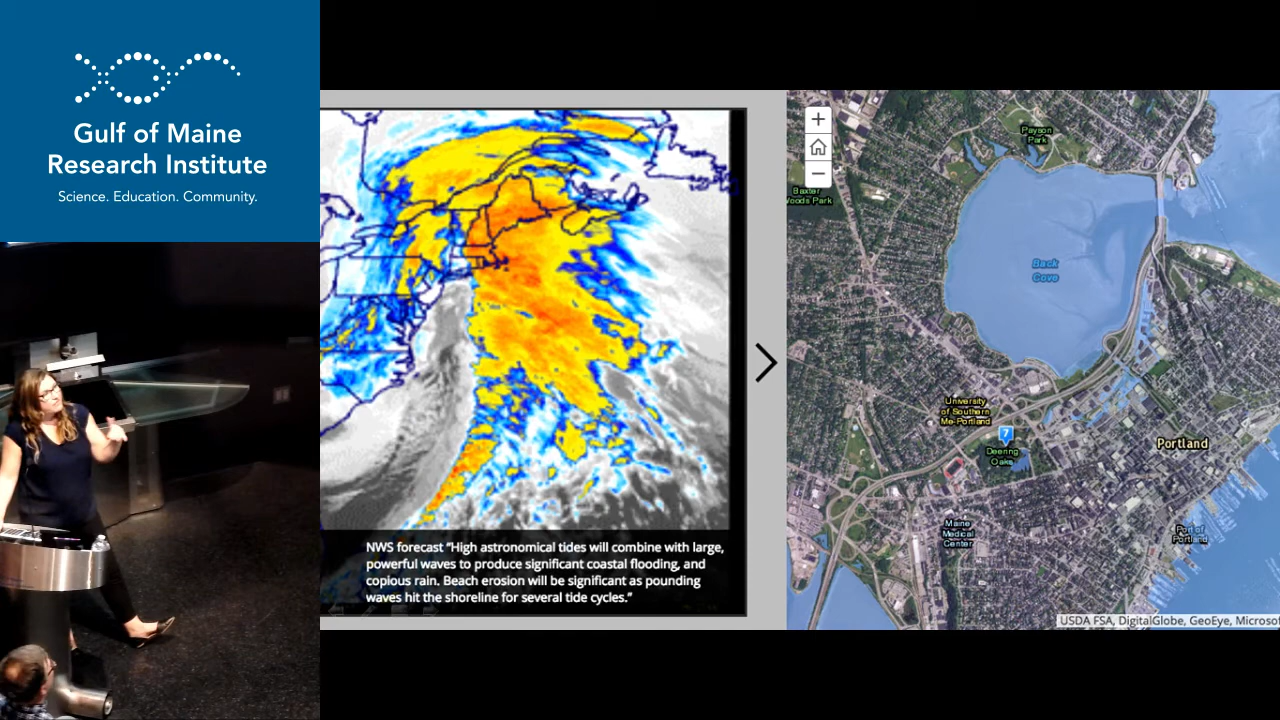 Gulf of Maine
Research Institute
Science. Education. Community.
NWS forecast “High astronomical tides will combine with large,
powerful waves to produce significant coastal flooding, and
copious rain. Beach erosion will be significant as pounding
waves hit the shoreline for several tide cycles.”
+
−
Payson
Park
Baxter
Woods Park
Back
Cove
University
of Southern
Me-Portland
7
Deering
Oaks
Portland
Maine
Medical
Center
Port of
Portland
USDA FSA, DigitalGlobe, GeoEye, Microsof